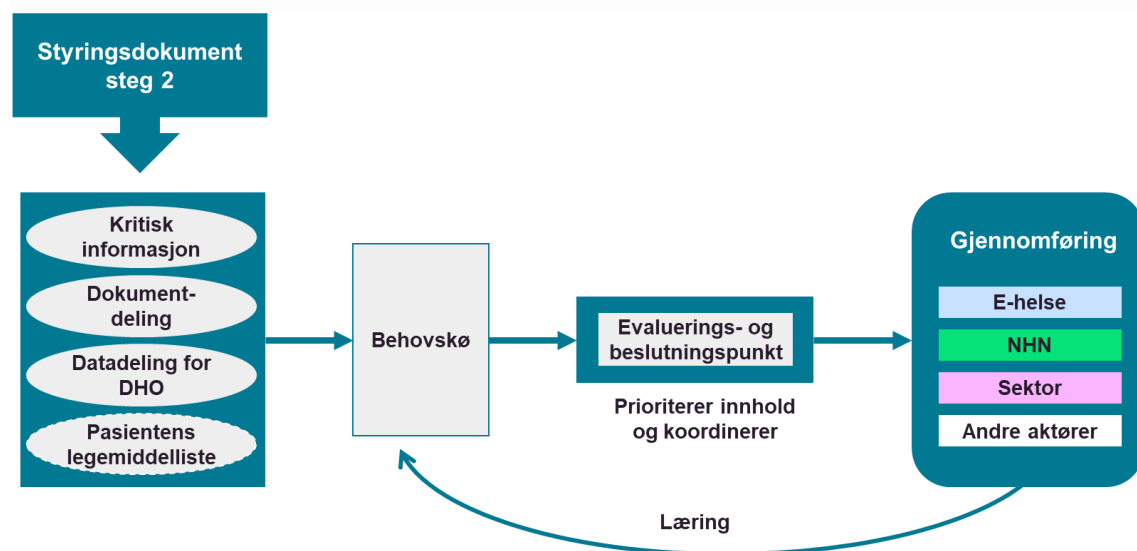 Styringsdokument
steg 2
Kritisk
informasjon
Dokument-
deling
Datadeling for
DHO
Pasientens
legemiddelliste
Behovskø
Evaluerings- og
beslutningspunkt
Prioriterer innhold
og koordinerer
Gjennomføring
E-helse
NHN
Sektor
Andre aktører
Læring